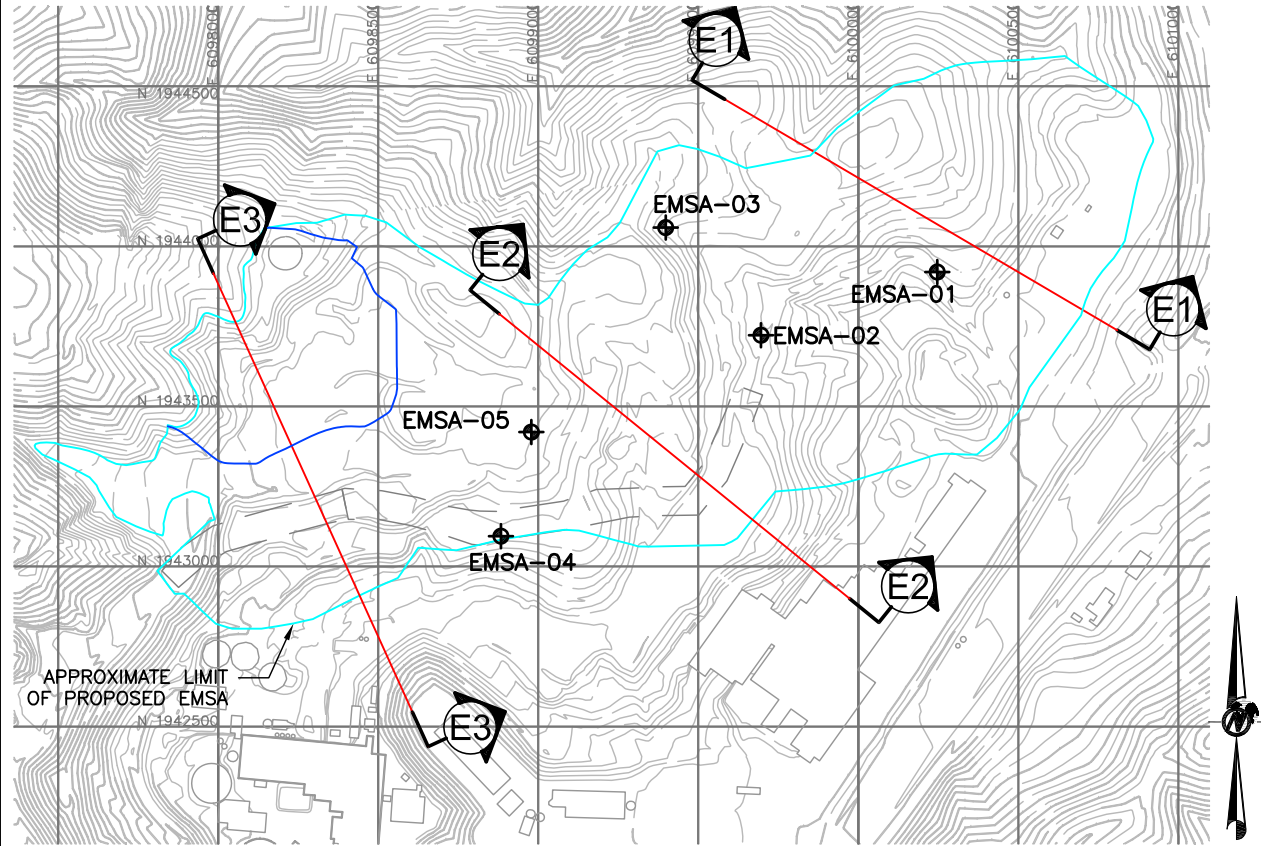 E 6098000
E 6098500
E 6099000
E 6100000
E 6100500
E 6101000
E1
N 1944500
EMSA-03
E3
N 1944000
E2
EMSA-01
E1
EMSA-02
N 1943500
EMSA-05
N 1943000
EMSA-04
E2
APPROXIMATE LIMIT
OF PROPOSED EMSA
N 1942500
E3
N